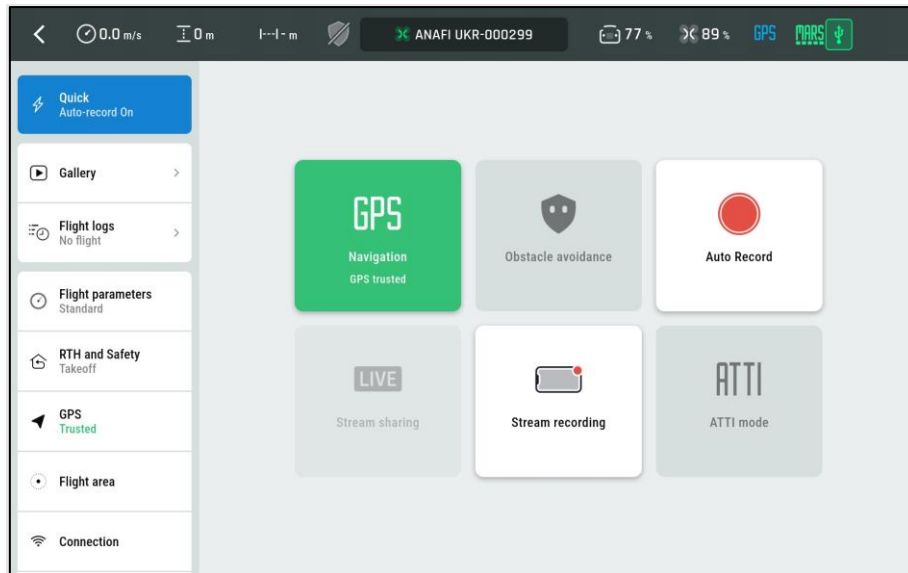 0.0 m/s
0 m
- m
ANAFI UKR-000299
77 %
89 %
GPS
MARS
Quick
Auto-record On
Gallery
Flight logs
No flight
Flight parameters
Standard
RTH and Safety
Takeoff
GPS
Trusted
Flight area
Connection
GPS
Navigation
GPS trusted
Obstacle avoidance
Auto Record
LIVE
Stream sharing
Stream recording
ATTI
ATTI mode